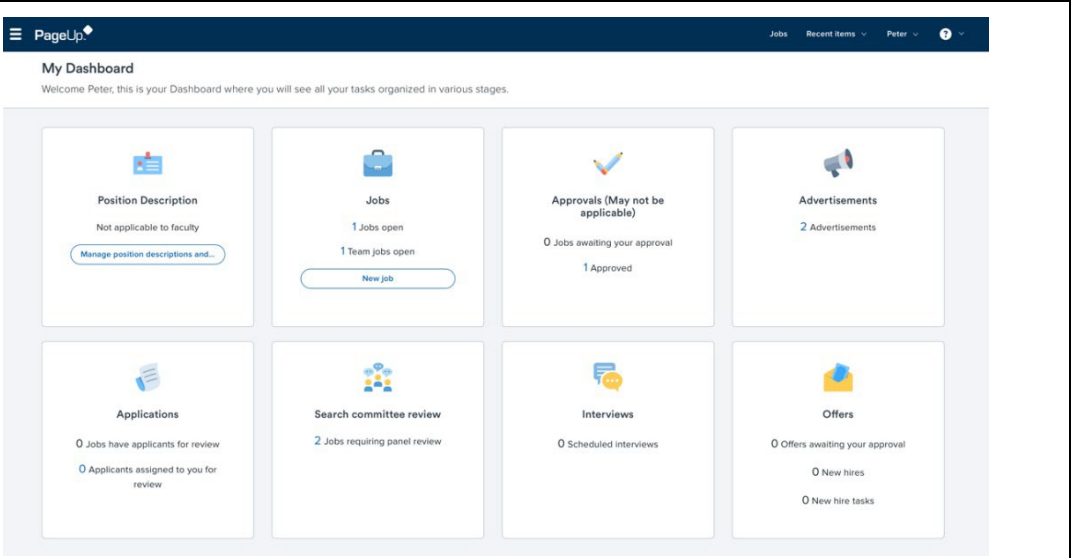 PageUp.
Jobs
Recent items
Peter
?
My Dashboard
Welcome Peter, this is your Dashboard where you will see all your tasks organized in various stages.
Position Description
Not applicable to faculty
Manage position descriptions and...
Jobs
1 Jobs open
1 Team jobs open
New job
Approvals (May not be
applicable)
0 Jobs awaiting your approval
1 Approved
Advertisements
2 Advertisements
Applications
0 Jobs have applicants for review
0 Applicants assigned to you for
review
Search committee review
2 Jobs requiring panel review
Interviews
0 Scheduled interviews
Offers
0 Offers awaiting your approval
0 New hires
0 New hire tasks